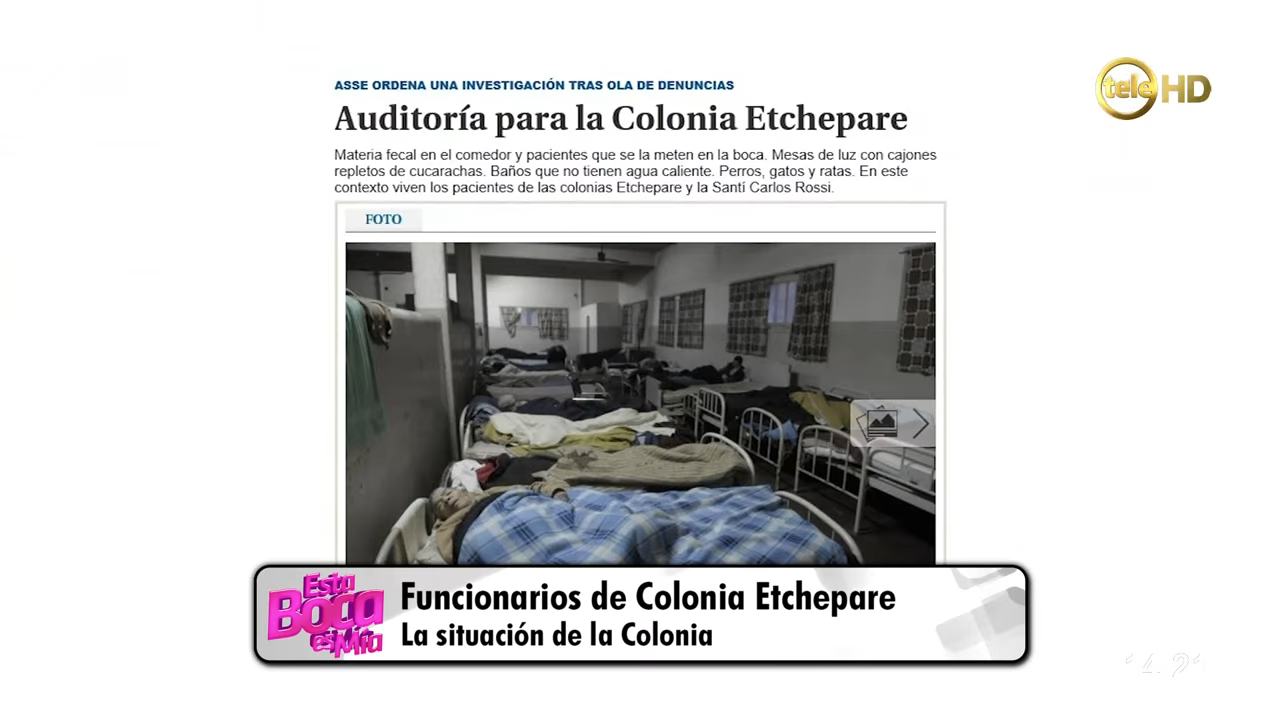 ASSE ORDENA UNA INVESTIGACIÓN TRAS OLA DE DENUNCIAS
tele HD
Auditoría para la Colonia Etchepare
Materia fecal en el comedor y pacientes que se la meten en la boca. Mesas de luz con cajones
repletos de cucarachas. Baños que no tienen agua caliente. Perros, gatos y ratas. En este
contexto viven los pacientes de las colonias Etchepare y la Santí Carlos Rossi.
FOTO
Esta
Boca
es Mía
Funcionarios de Colonia Etchepare
La situación de la Colonia